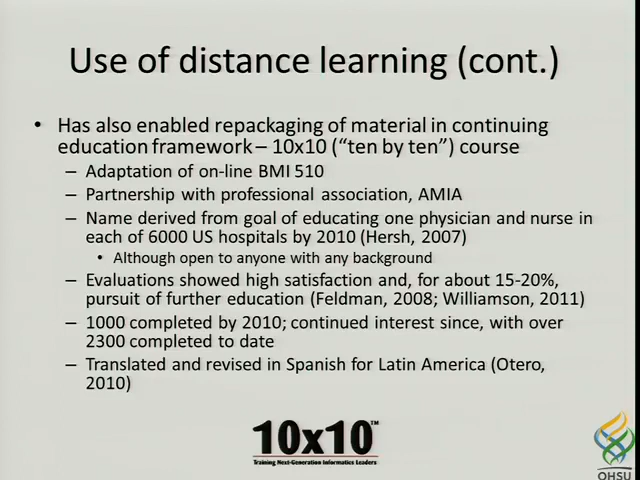 Use of distance learning (cont.)
• Has also enabled repackaging of material in continuing
education framework – 10x10 (“ten by ten”) course
– Adaptation of on-line BMI 510
– Partnership with professional association, AMIA
– Name derived from goal of educating one physician and nurse in
each of 6000 US hospitals by 2010 (Hersh, 2007)
• Although open to anyone with any background
– Evaluations showed high satisfaction and, for about 15-20%,
pursuit of further education (Feldman, 2008; Williamson, 2011)
– 1000 completed by 2010; continued interest since, with over
2300 completed to date
– Translated and revised in Spanish for Latin America (Otero,
2010)
10x10™
Training Next-Generation Informatics Leaders
OHSU